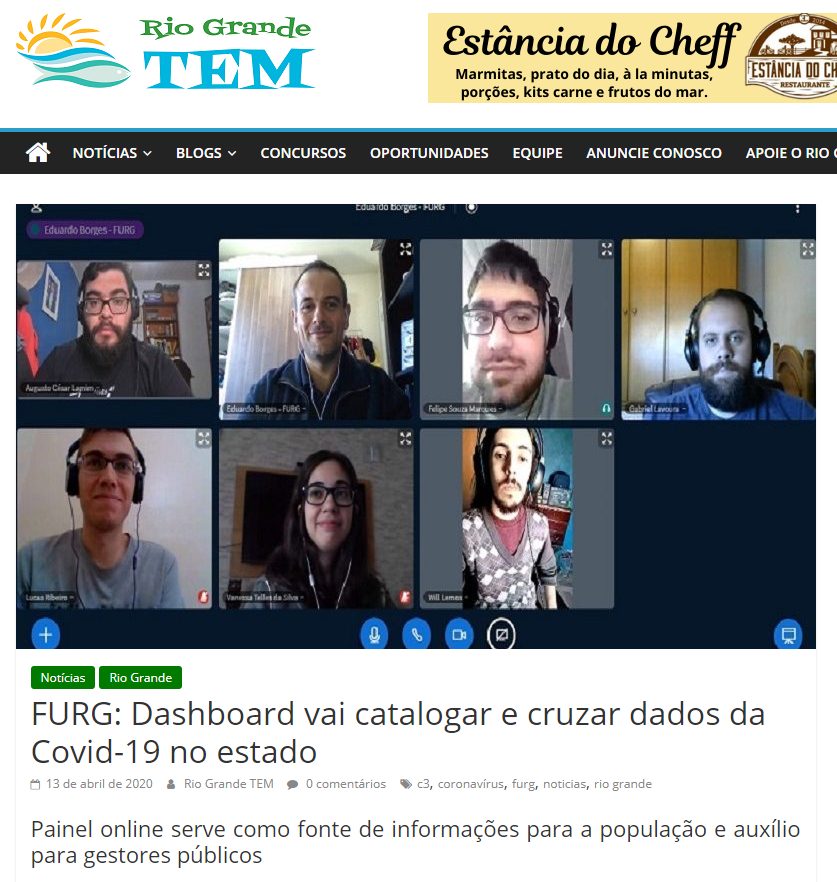 Rio Grande
TEM
Estância do Cheff
Marmitas, prato do dia, à la minutas,
porções, kits carne e frutos do mar.
Desde 2014
ESTÂNCIA DO CH
RESTAURANTE
NOTÍCIAS
BLOGS
CONCURSOS
OPORTUNIDADES
EQUIPE
ANUNCIE CONOSCO
APOIE O RIO
Eduardo Borges - FURG
Eduardo Borges - FURG
Augusto César
Eduardo Borges - FURG
Felipe Souza Marques
Gabriel Lavoura
Lucas Ribeiro
Vanessa Telles da Silva
Will Lemos
Notícias
Rio Grande
FURG: Dashboard vai catalogar e cruzar dados da
Covid-19 no estado
13 de abril de 2020 Rio Grande TEM 0 comentários c3, coronavírus, furg, noticias, rio grande
Painel online serve como fonte de informações para a população e auxílio
para gestores públicos